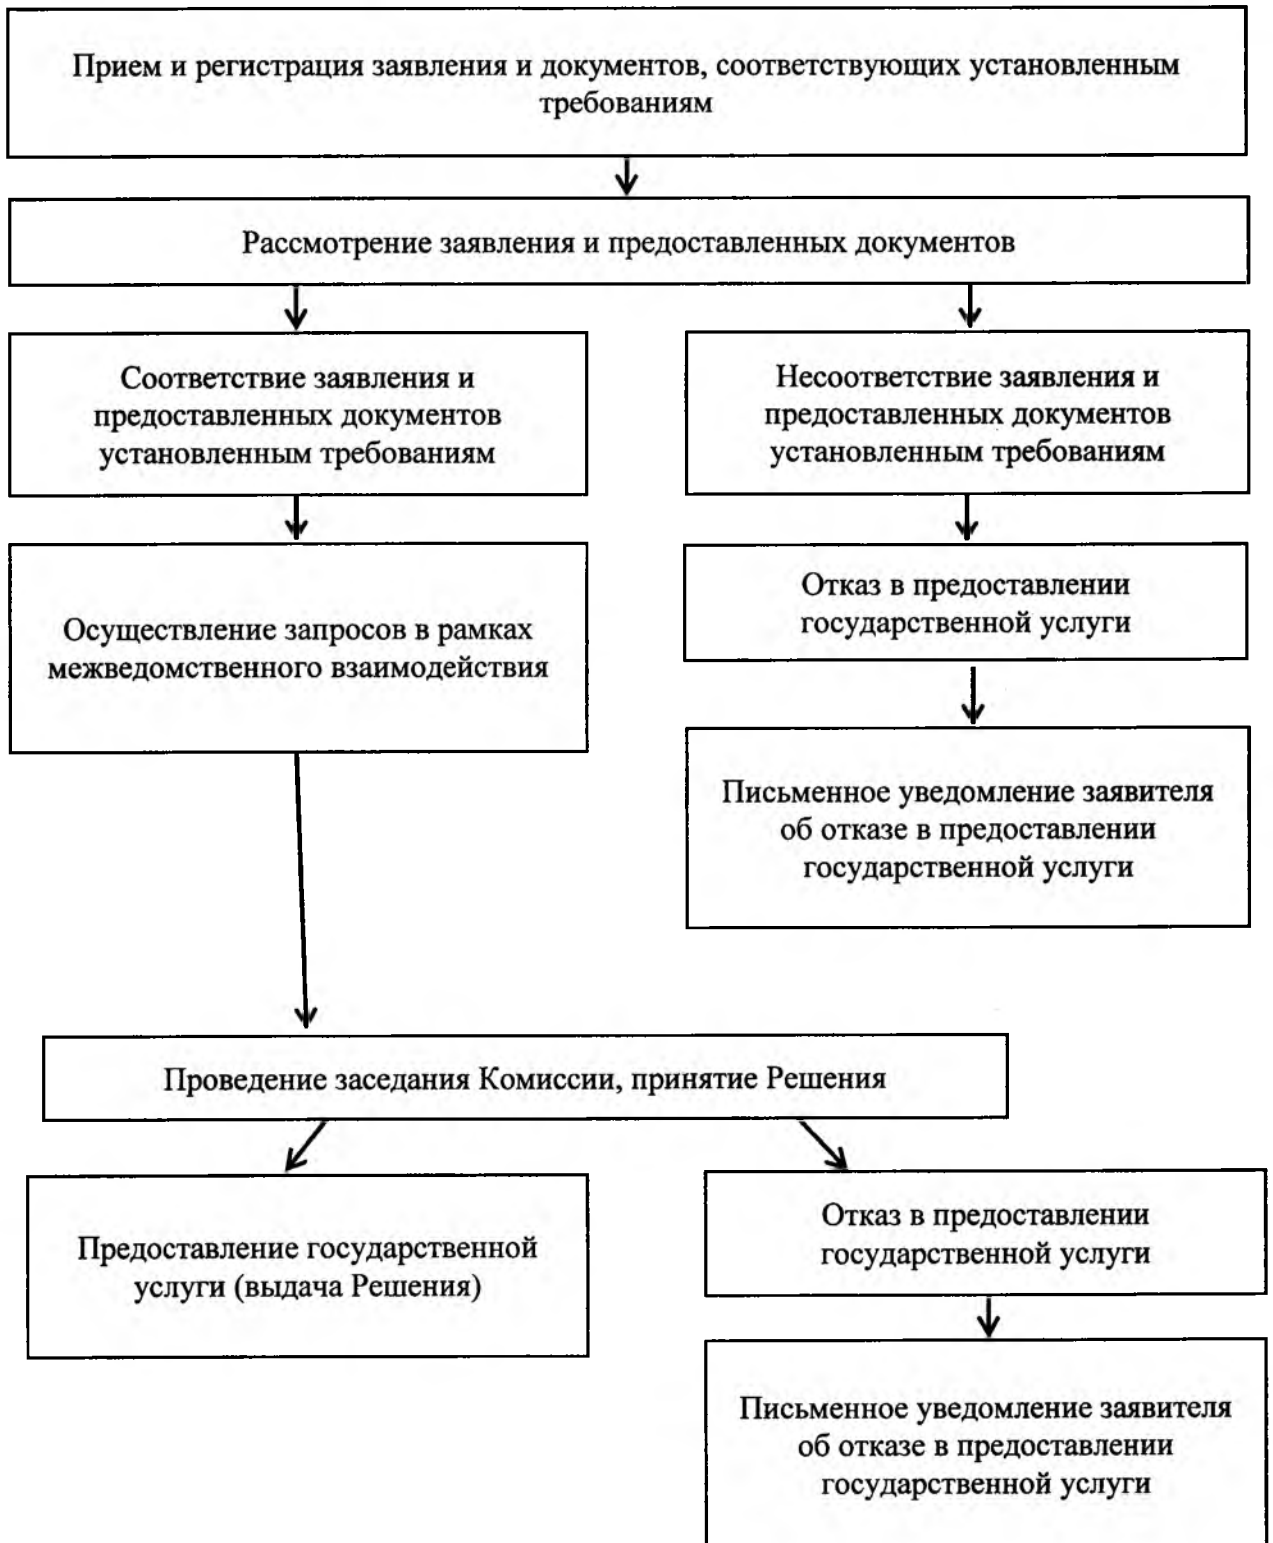 Прием и регистрация заявления и документов, соответствующих установленным
требованиям
Рассмотрение заявления и предоставленных документов
Соответствие заявления и
предоставленных документов
установленным требованиям
Несоответствие заявления и
предоставленных документов
установленным требованиям
Осуществление запросов в рамках
межведомственного взаимодействия
Отказ в предоставлении
государственной услуги
Письменное уведомление заявителя
об отказе в предоставлении
государственной услуги
Проведение заседания Комиссии, принятие Решения
Предоставление государственной
услуги (выдача Решения)
Отказ в предоставлении
государственной услуги
Письменное уведомление заявителя
об отказе в предоставлении
государственной услуги